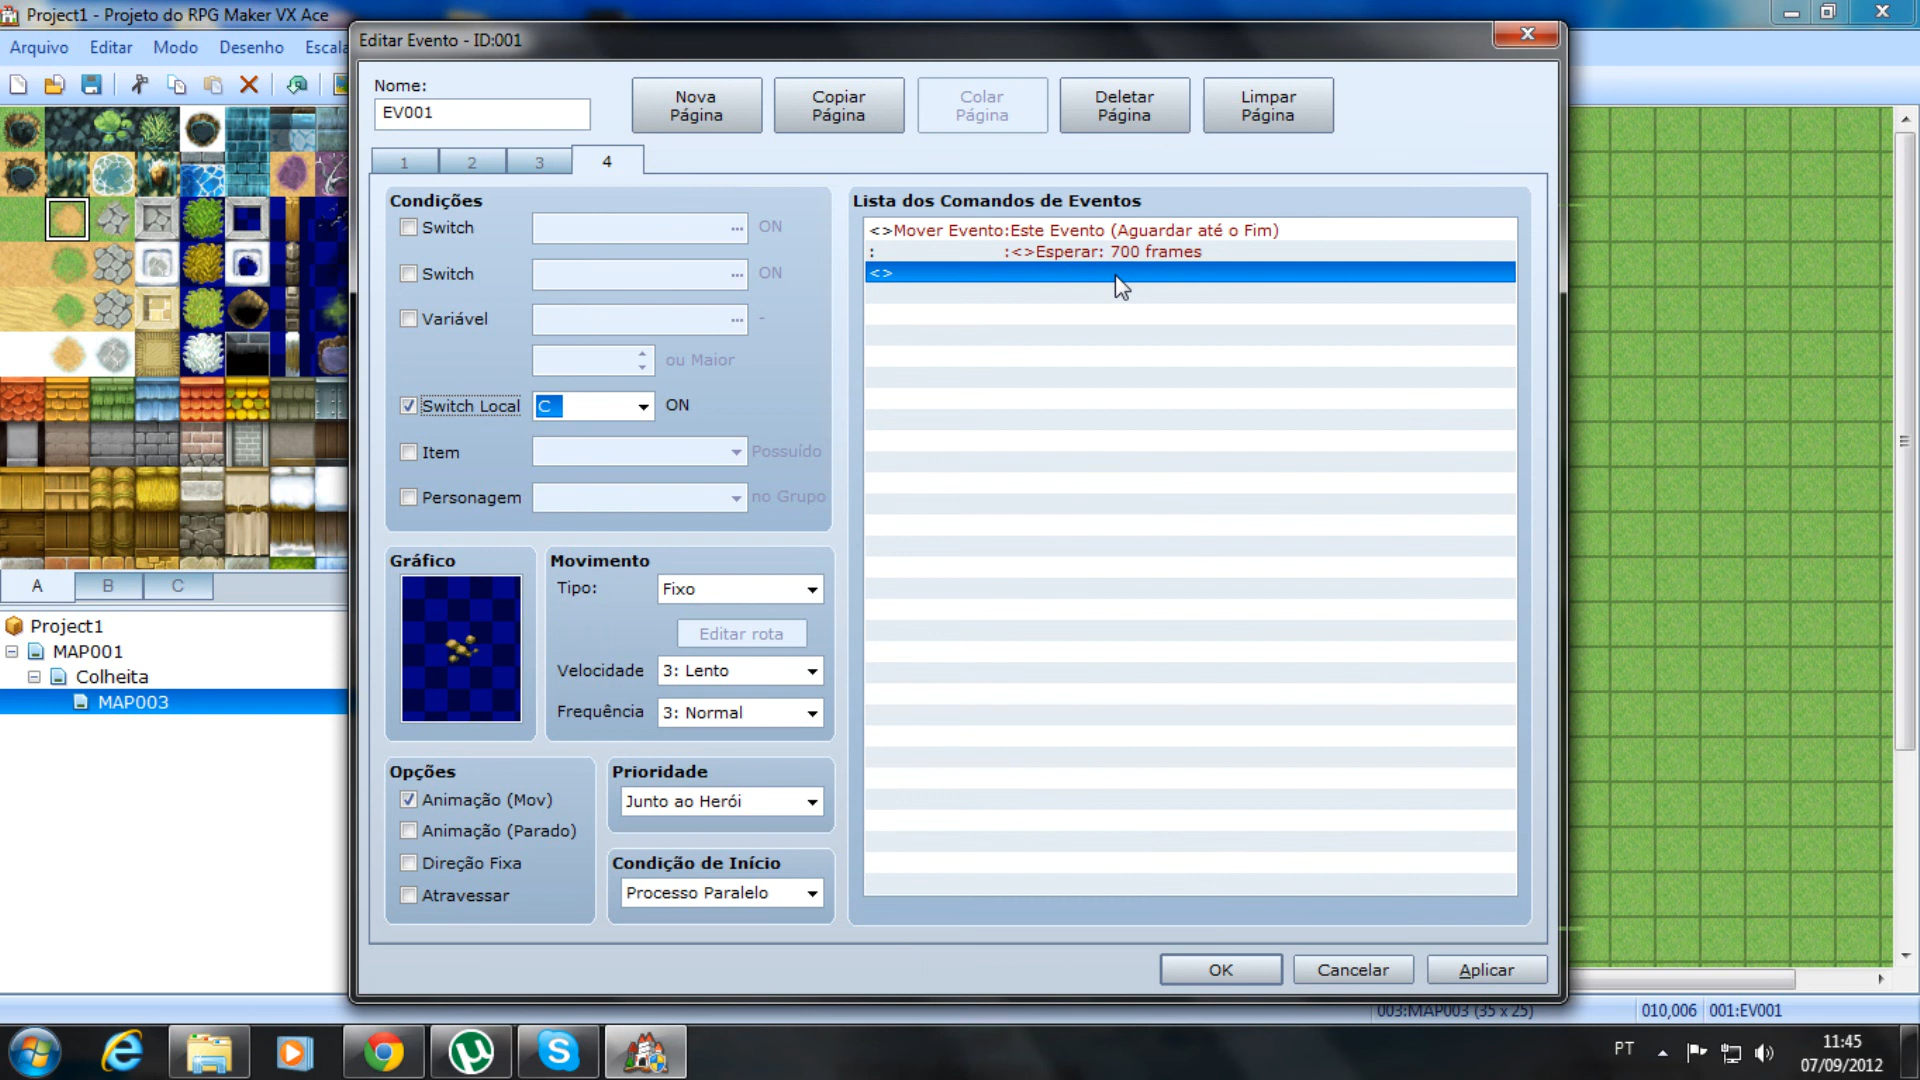 Project1 - Projeto do RPG Maker VX Ace
Arquivo Editar Modo Desenho Escala
Editar Evento - ID:001
Nome:
EV001
Nova Página
Copiar Página
Colar Página
Deletar Página
Limpar Página
1 2 3 4
Condições
Switch ... ON
Switch ... ON
Variável ... -
ou Maior
Switch Local C ON
Item Possuído
Personagem no Grupo
Lista dos Comandos de Eventos
<>Mover Evento:Este Evento (Aguardar até o Fim)
: :<>Esperar: 700 frames
<>
Gráfico
Movimento
Tipo: Fixo
Editar rota
Velocidade 3: Lento
Frequência 3: Normal
Opções
Animação (Mov)
Animação (Parado)
Direção Fixa
Atravessar
Prioridade
Junto ao Herói
Condição de Início
Processo Paralelo
OK Cancelar Aplicar
A B C
Project1
MAP001
Colheita
MAP003
003:MAP003 (35 x 25) 010,006 001:EV001
PT
11:45
07/09/2012